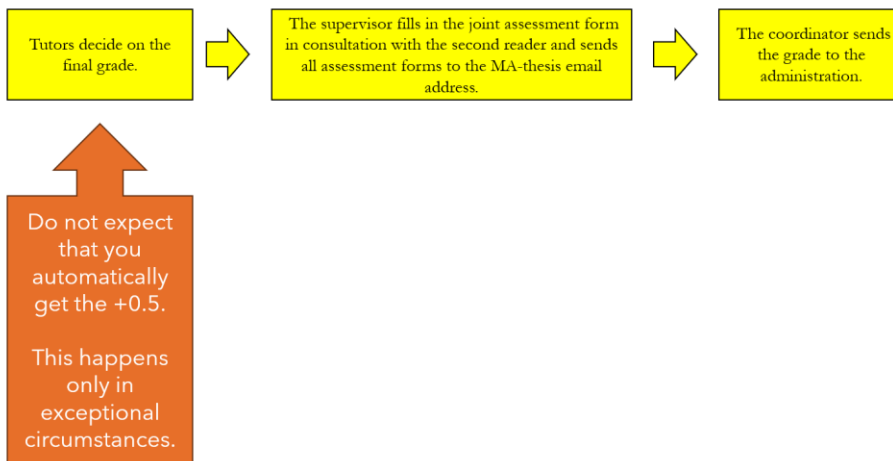 Tutors decide on the
final grade.
The supervisor fills in the joint assessment form
in consultation with the second reader and sends
all assessment forms to the MA-thesis email
address.
The coordinator sends
the grade to the
administration.
Do not expect
that you
automatically
get the +0.5.
This happens
only in
exceptional
circumstances.